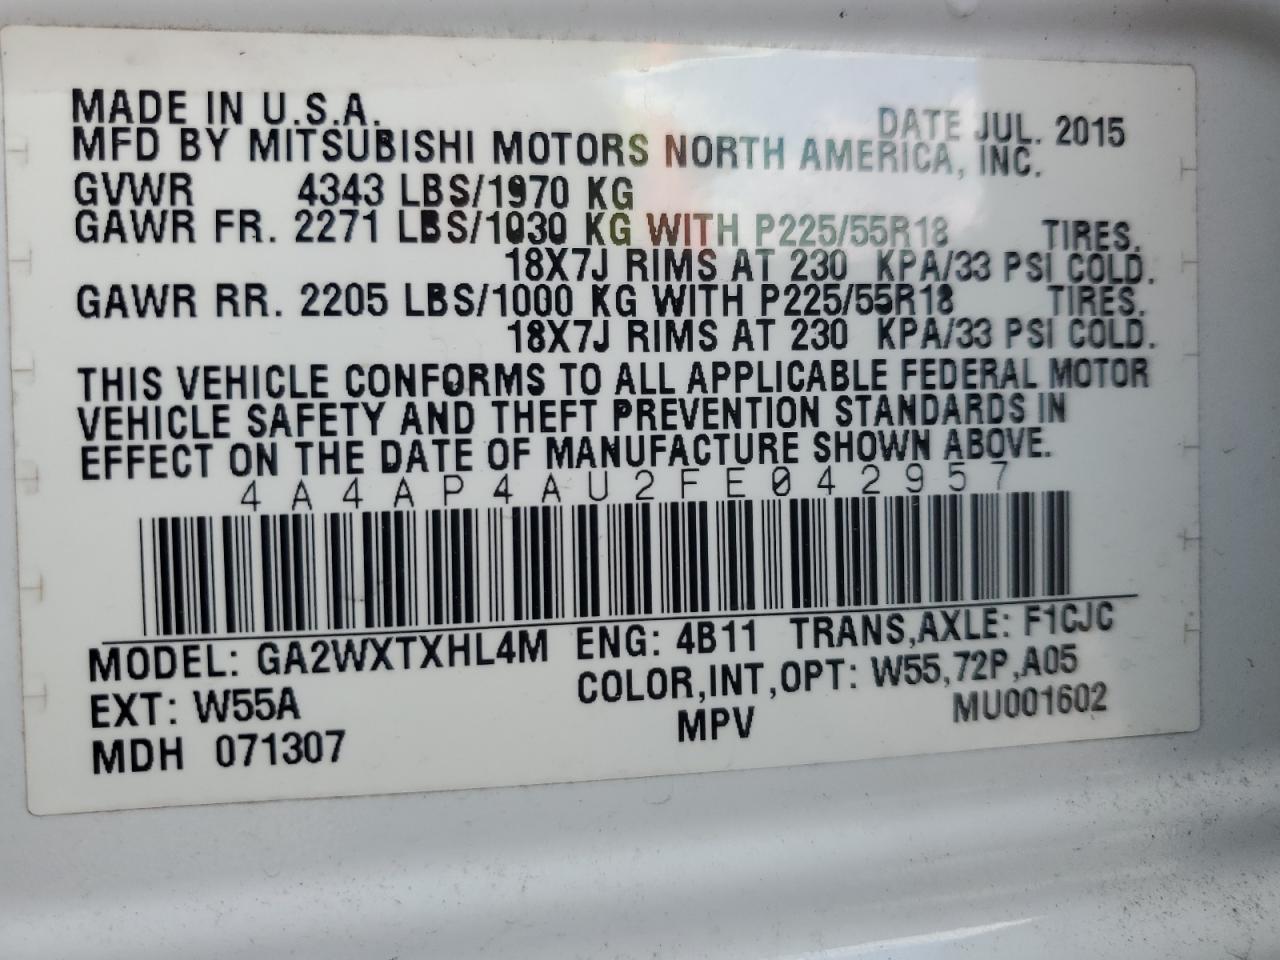 MADE IN U.S.A. DATE JUL. 2015
MFD BY MITSUBISHI MOTORS NORTH AMERICA, INC.
GVWR 4343 LBS/1970 KG
GAWR FR. 2271 LBS/1030 KG WITH P225/55R18 TIRES.
18X7J RIMS AT 230 KPA/33 PSI COLD.
GAWR RR. 2205 LBS/1000 KG WITH P225/55R18 TIRES.
18X7J RIMS AT 230 KPA/33 PSI COLD.
THIS VEHICLE CONFORMS TO ALL APPLICABLE FEDERAL MOTOR
VEHICLE SAFETY AND THEFT PREVENTION STANDARDS IN
EFFECT ON THE DATE OF MANUFACTURE SHOWN ABOVE.
4A4AP4AU2FE042957
MODEL: GA2WXTXHL4M ENG: 4B11 TRANS,AXLE: F1CJC
EXT: W55A COLOR,INT,OPT: W55,72P,A05
MDH 071307 MPV MU001602